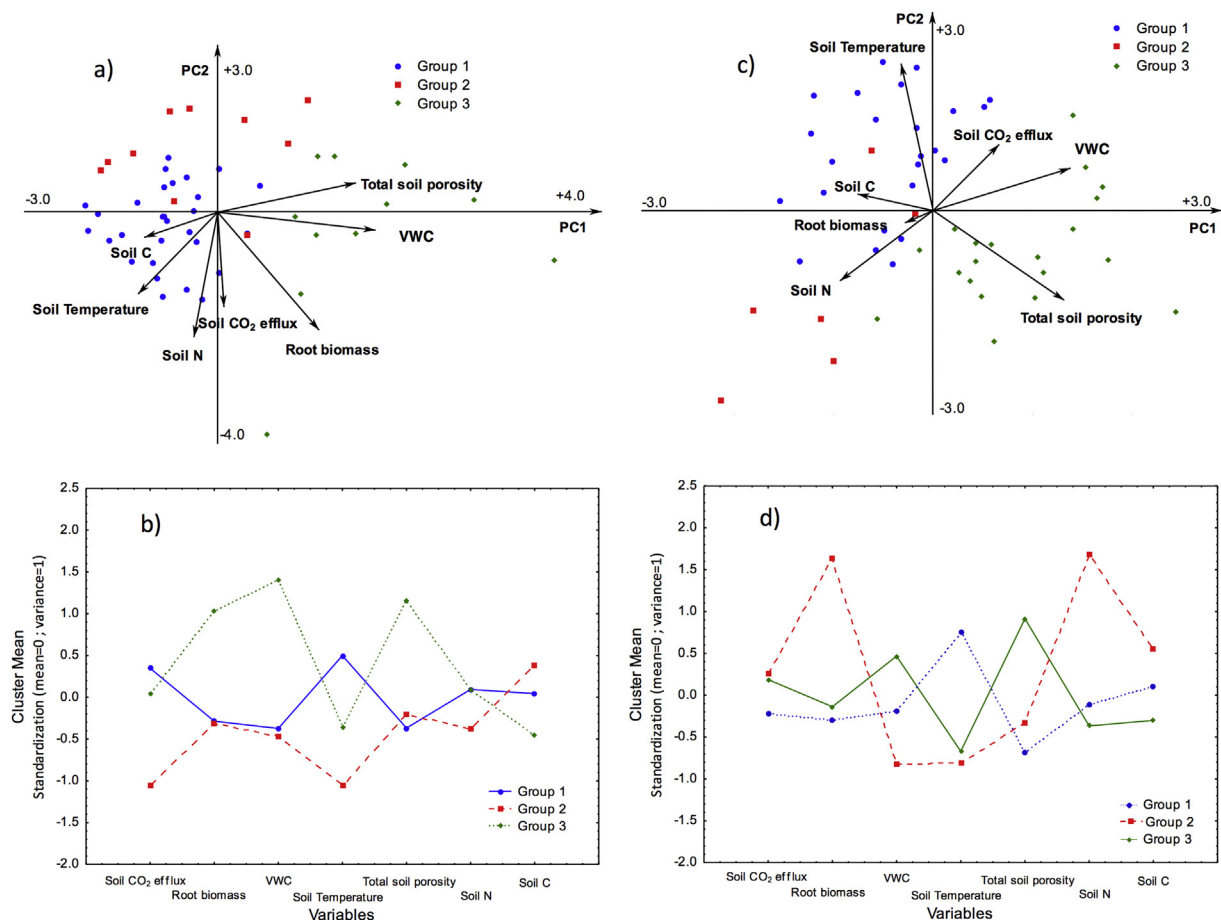 a)
PC2
+3.0
Group 1
Group 2
Group 3
Total soil porosity
-3.0
PC1
+4.0
VWC
Soil C
Soil Temperature
Soil CO2 efflux
Soil N
Root biomass
-4.0
c)
PC2
+3.0
Group 1
Group 2
Group 3
Soil Temperature
Soil CO2 efflux
VWC
Soil C
-3.0
Root biomass
PC1
+3.0
Soil N
Total soil porosity
-3.0
b)
Cluster Mean
Standardization (mean=0 ; variance=1)
2.5
2.0
1.5
1.0
0.5
0.0
-0.5
-1.0
-1.5
-2.0
Group 1
Group 2
Group 3
Soil CO2 efflux
Root biomass
VWC
Soil Temperature
Total soil porosity
Soil N
Soil C
Variables
d)
Cluster Mean
Standardization (mean=0 ; variance=1)
2.5
2.0
1.5
1.0
0.5
0.0
-0.5
-1.0
-1.5
-2.0
Group 1
Group 2
Group 3
Soil CO2 efflux
Root biomass
VWC
Soil Temperature
Total soil porosity
Soil N
Soil C
Variables